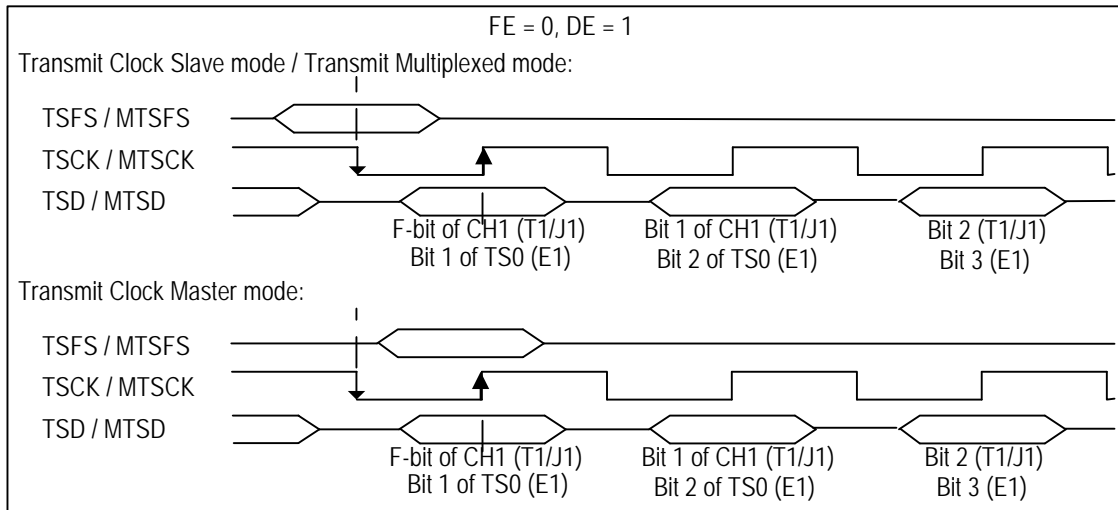 FE = 0, DE = 1
Transmit Clock Slave mode / Transmit Multiplexed mode:
TSFS / MTSFS
TSCK / MTSCK
TSD / MTSD
F-bit of CH1 (T1/J1)
Bit 1 of TS0 (E1)
Bit 1 of CH1 (T1/J1)
Bit 2 of TS0 (E1)
Bit 2 (T1/J1)
Bit 3 (E1)
Transmit Clock Master mode:
TSFS / MTSFS
TSCK / MTSCK
TSD / MTSD
F-bit of CH1 (T1/J1)
Bit 1 of TS0 (E1)
Bit 1 of CH1 (T1/J1)
Bit 2 of TS0 (E1)
Bit 2 (T1/J1)
Bit 3 (E1)